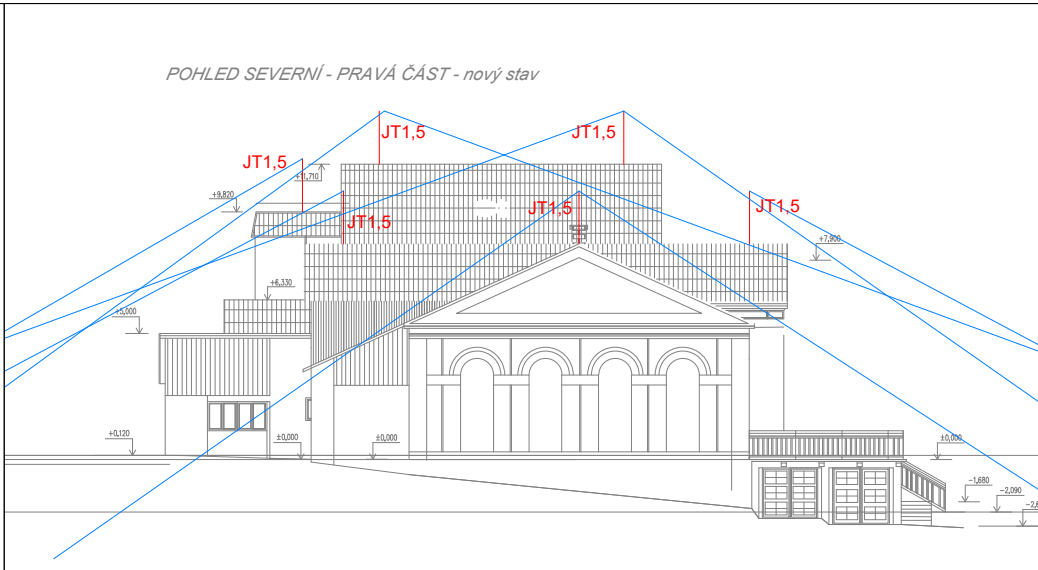 POHLED SEVERNÍ - PRAVÁ ČÁST - nový stav
JT1,5
JT1,5
JT1,5
+11,710
+9,820
JT1,5
JT1,5
JT1,5
+7,900
+6,330
+5,000
+0,120
±0,000
±0,000
±0,000
-1,680
-2,090